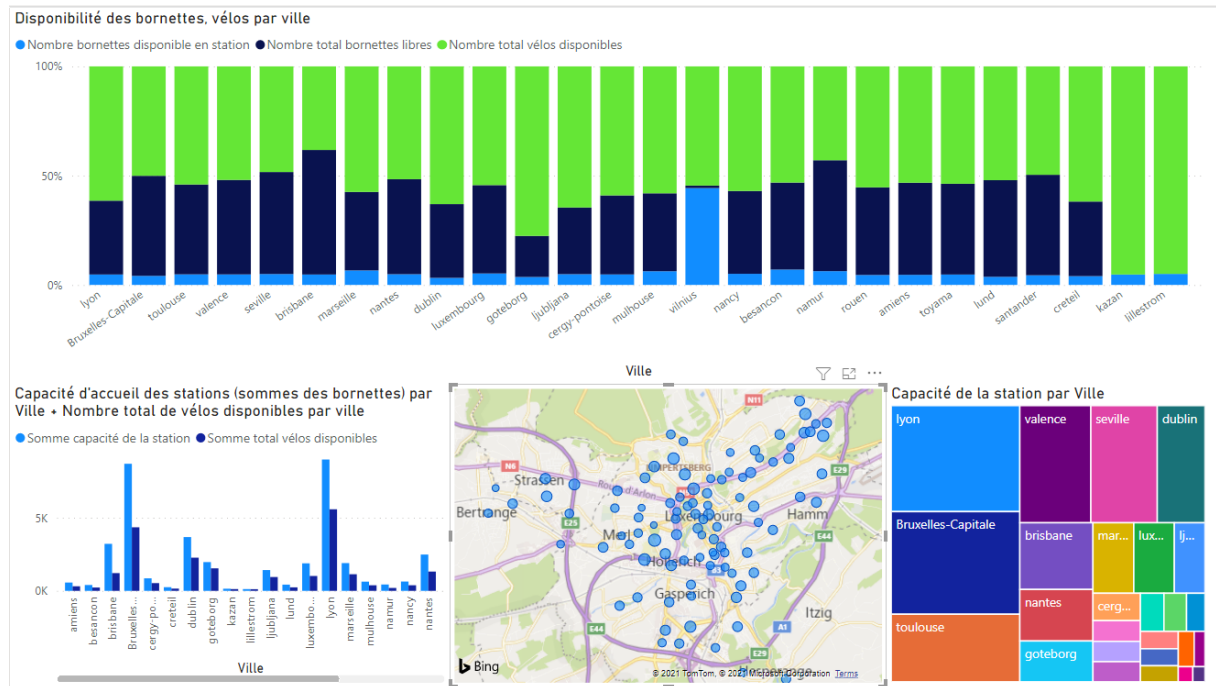 Disponibilité des bornettes, vélos par ville
Nombre bornettes disponible en station Nombre total bornettes libres Nombre total vélos disponibles
100%
50%
0%
lyon
Bruxelles-Capitale
toulouse
valence
seville
brisbane
marseille
nantes
dublin
luxembourg
goteborg
ljubljana
cergy-pontoise
mulhouse
vilnius
nancy
besancon
namur
rouen
amiens
toyama
lund
santander
creteil
kazan
lillestrom
Capacité d'accueil des stations (sommes des bornettes) par
Ville + Nombre total de vélos disponibles par ville
Somme capacité de la station Somme total vélos disponibles
5K
0K
amiens
besancon
brisbane
Bruxelles...
cergy-po...
creteil
dublin
goteborg
kazan
lillestrom
ljubljana
lund
luxembo...
lyon
marseille
mulhouse
namur
nancy
nantes
Ville
Ville
N11
N6
Strassen
Route d'Arlon
LIMPERTSBERG
E29
Bertrange
E25
Merl
Luxembourg
Hamm
E44
Hollerich
Gasperich
Itzig
E44
A1
E29
Bing
© 2021 TomTom, © 2021 Microsoft Corporation Terms
Capacité de la station par Ville
lyon
Bruxelles-Capitale
toulouse
valence
seville
dublin
brisbane
mar...
lux...
lj...
nantes
cerg...
goteborg